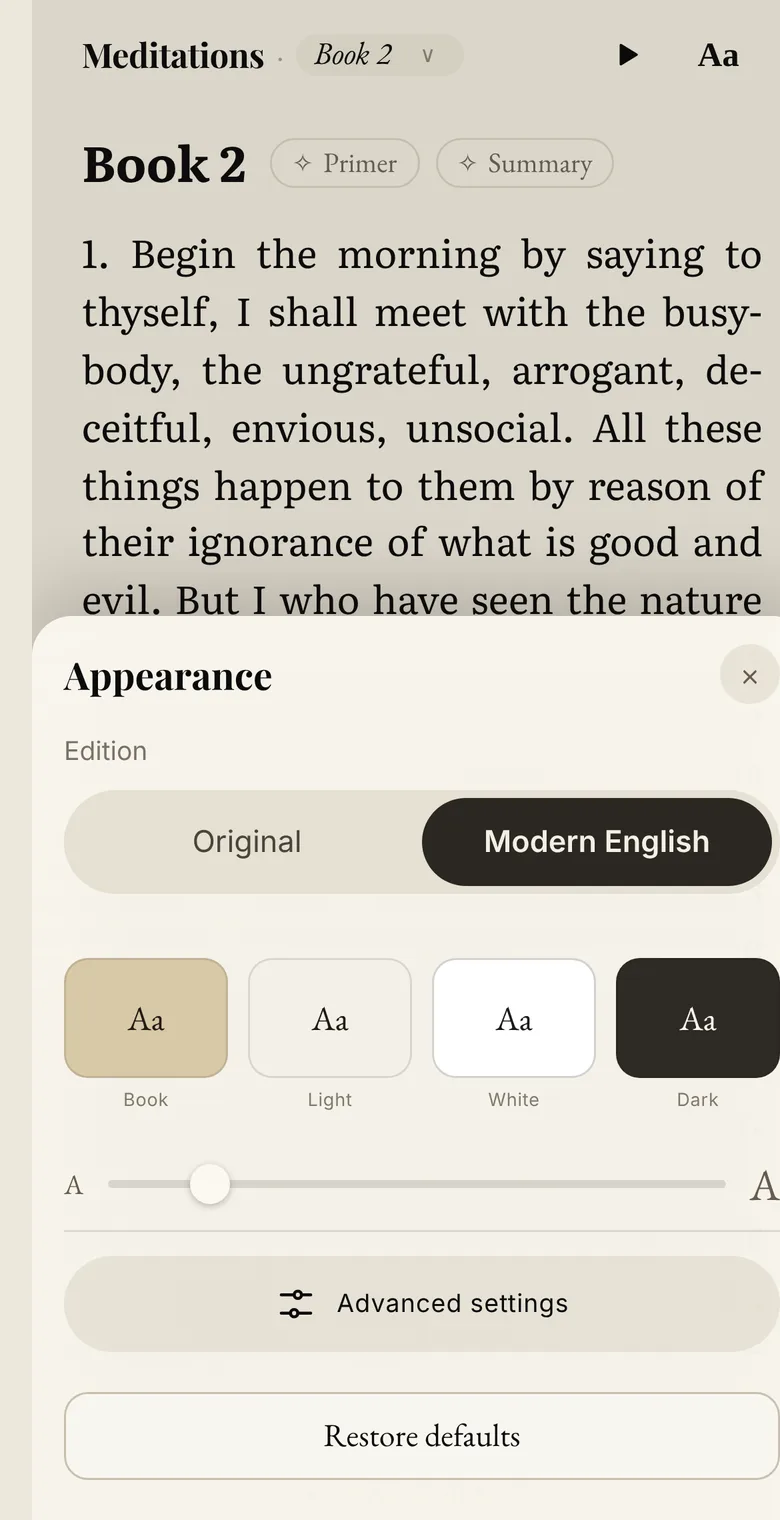 Meditations · Book 2 ∨
Aa
Book 2 ✧ Primer ✧ Summary
1. Begin the morning by saying to
thyself, I shall meet with the busy-
body, the ungrateful, arrogant, de-
ceitful, envious, unsocial. All these
things happen to them by reason of
their ignorance of what is good and
evil. But I who have seen the nature
Appearance
×
Edition
Original Modern English
Aa Aa Aa Aa
Book Light White Dark
A A
Advanced settings
Restore defaults